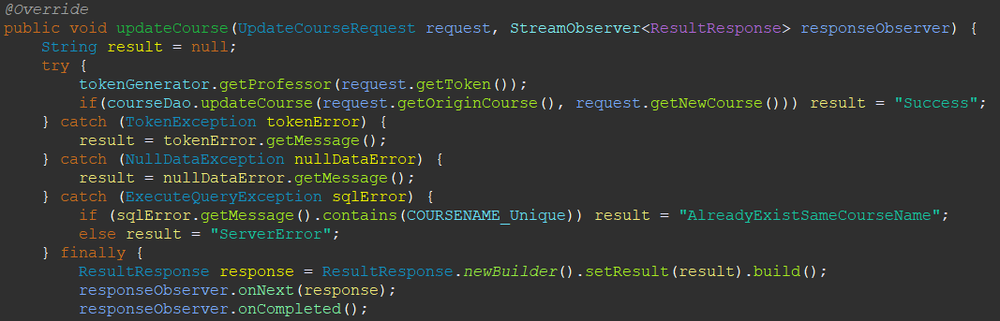 @Override
public void updateCourse(UpdateCourseRequest request, StreamObserver<ResultResponse> responseObserver) {
    String result = null;
    try {
        tokenGenerator.getProfessor(request.getToken());
        if(courseDao.updateCourse(request.getOriginCourse(), request.getNewCourse())) result = "Success";
    } catch (TokenException tokenError) {
        result = tokenError.getMessage();
    } catch (NullDataException nullDataError) {
        result = nullDataError.getMessage();
    } catch (ExecuteQueryException sqlError) {
        if (sqlError.getMessage().contains(COURSENAME_Unique)) result = "AlreadyExistSameCourseName";
        else result = "ServerError";
    } finally {
        ResultResponse response = ResultResponse.newBuilder().setResult(result).build();
        responseObserver.onNext(response);
        responseObserver.onCompleted();